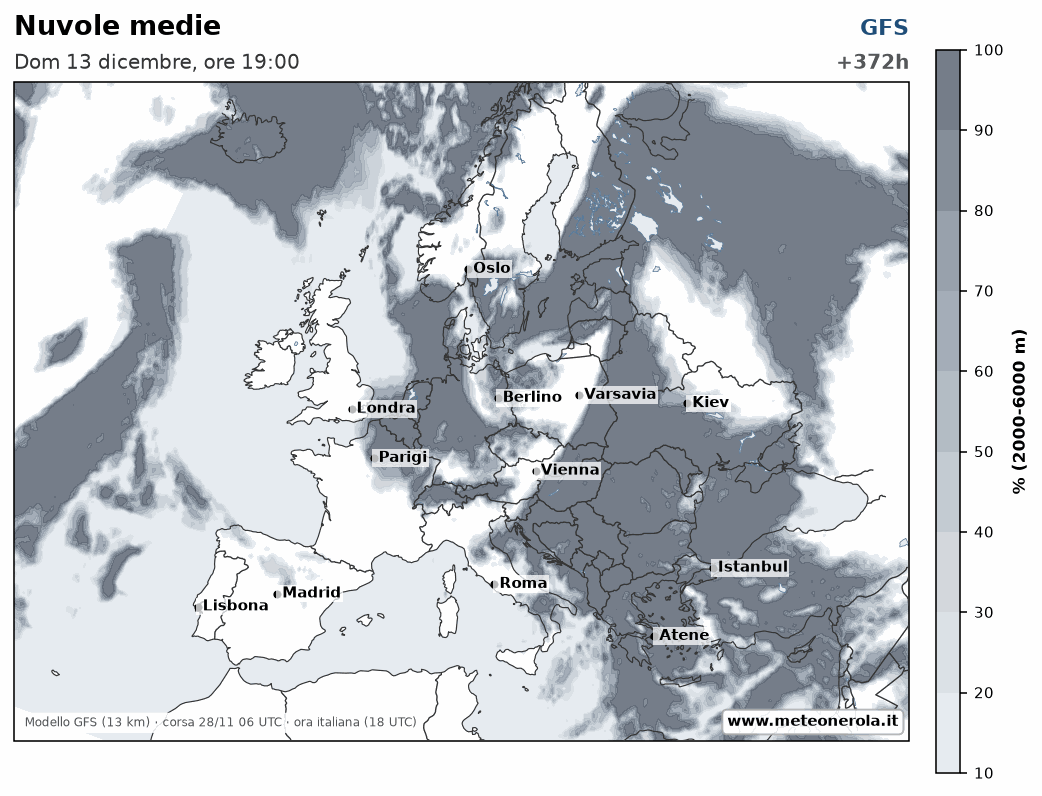 Nuvole medie
GFS
Dom 13 dicembre, ore 19:00
+372h
100
90
80
70
60
50
40
30
20
10
% (2000-6000 m)
Oslo
Berlino
Varsavia
Kiev
Londra
Parigi
Vienna
Istanbul
Roma
Madrid
Lisbona
Atene
Modello GFS (13 km) · corsa 28/11 06 UTC · ora italiana (18 UTC)
www.meteonerola.it